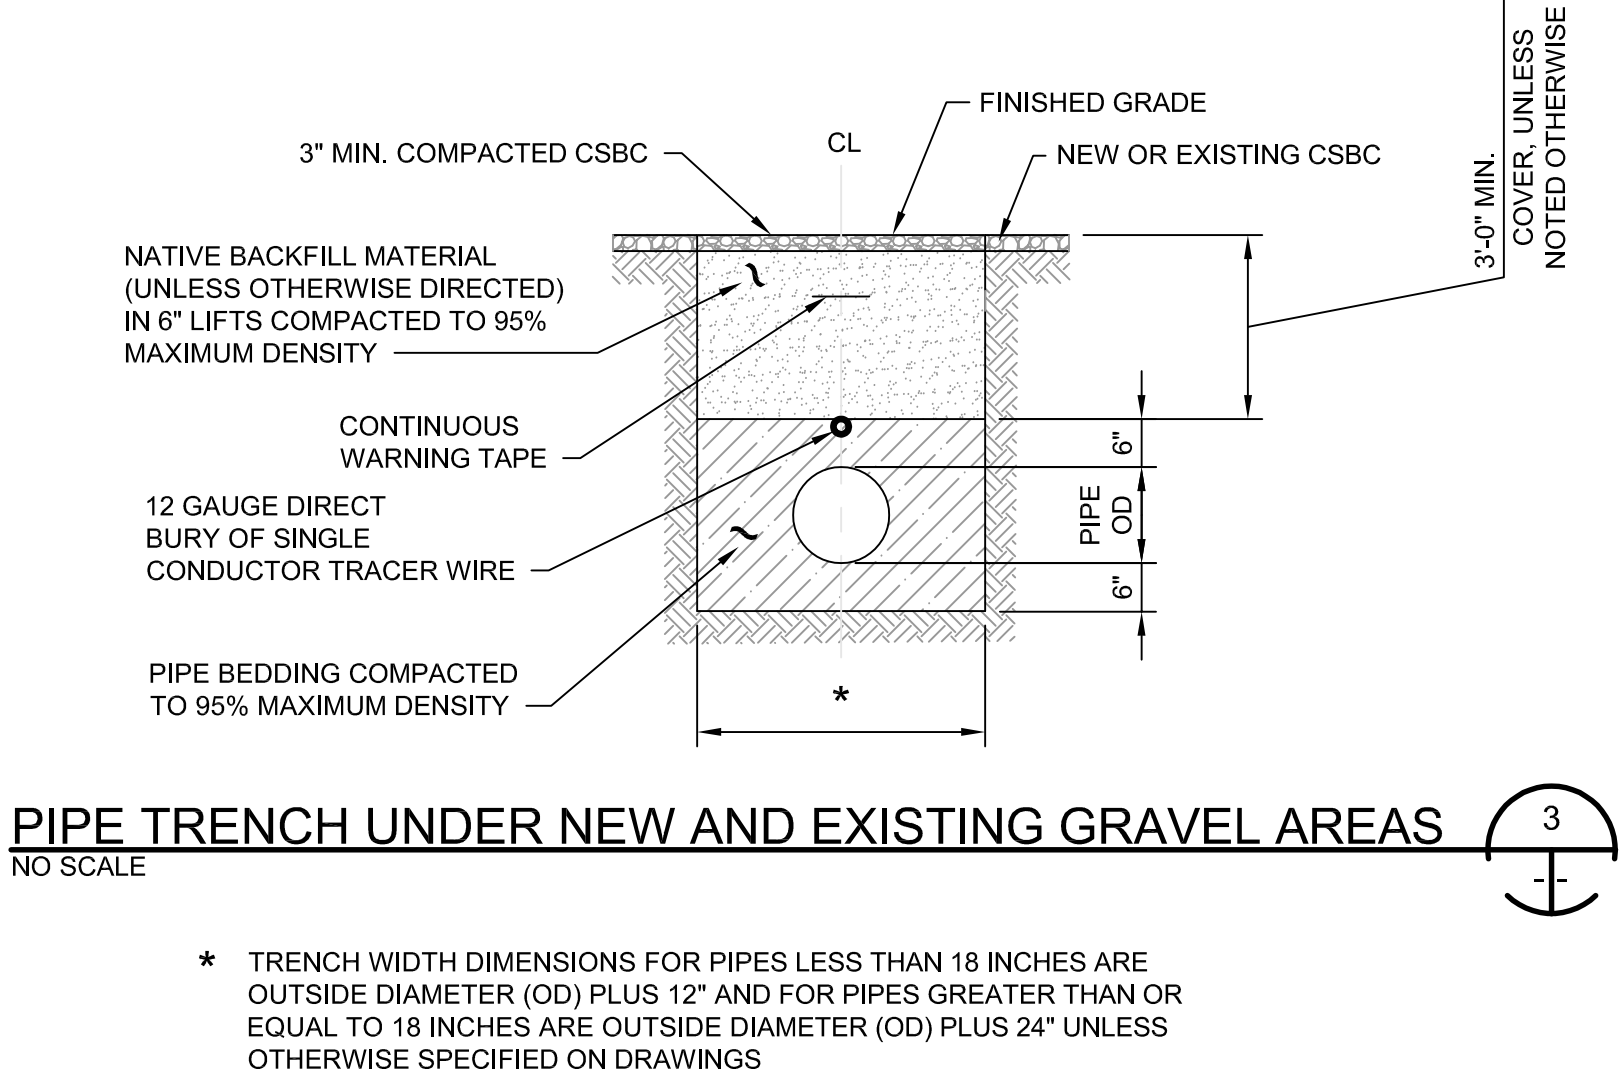 3'-0" MIN.
COVER, UNLESS
NOTED OTHERWISE
FINISHED GRADE
CL
3" MIN. COMPACTED CSBC
NEW OR EXISTING CSBC
NATIVE BACKFILL MATERIAL
(UNLESS OTHERWISE DIRECTED)
IN 6" LIFTS COMPACTED TO 95%
MAXIMUM DENSITY
CONTINUOUS
WARNING TAPE
6"
12 GAUGE DIRECT
BURY OF SINGLE
CONDUCTOR TRACER WIRE
PIPE
OD
6"
PIPE BEDDING COMPACTED
TO 95% MAXIMUM DENSITY
*
PIPE TRENCH UNDER NEW AND EXISTING GRAVEL AREAS
3
NO SCALE
--
* TRENCH WIDTH DIMENSIONS FOR PIPES LESS THAN 18 INCHES ARE
OUTSIDE DIAMETER (OD) PLUS 12" AND FOR PIPES GREATER THAN OR
EQUAL TO 18 INCHES ARE OUTSIDE DIAMETER (OD) PLUS 24" UNLESS
OTHERWISE SPECIFIED ON DRAWINGS